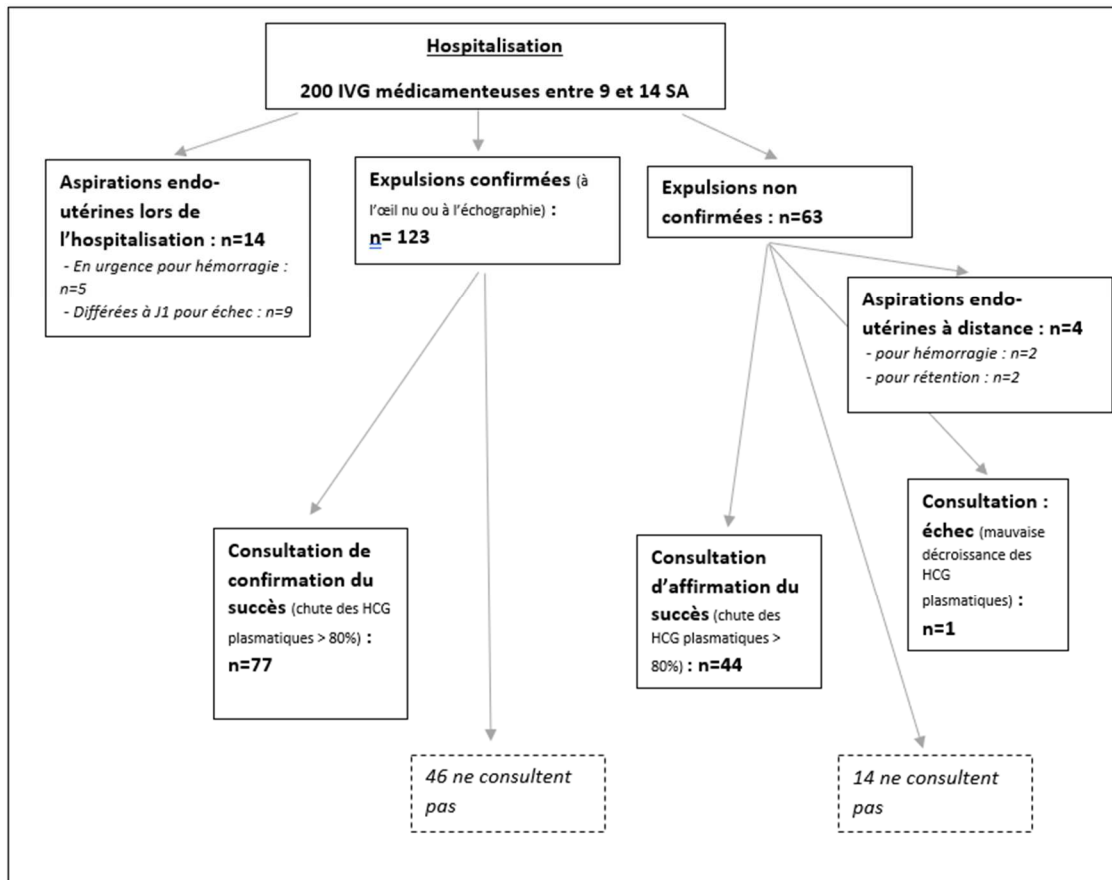 Hospitalisation
200 IVG médicamenteuses entre 9 et 14 SA
Aspirations endo-
utérines lors de
l’hospitalisation : n=14
- En urgence pour hémorragie :
n=5
- Différées à J1 pour échec : n=9
Expulsions confirmées (à
l’œil nu ou à l’échographie) :
n= 123
Expulsions non
confirmées : n=63
Aspirations endo-
utérines à distance : n=4
- pour hémorragie : n=2
- pour rétention : n=2
Consultation de
confirmation du
succès (chute des HCG
plasmatiques > 80%) :
n=77
Consultation
d’affirmation du
succès (chute des
HCG plasmatiques >
80%) : n=44
Consultation :
échec (mauvaise
décroissance des
HCG
plasmatiques) :
n=1
46 ne consultent
pas
14 ne consultent
pas